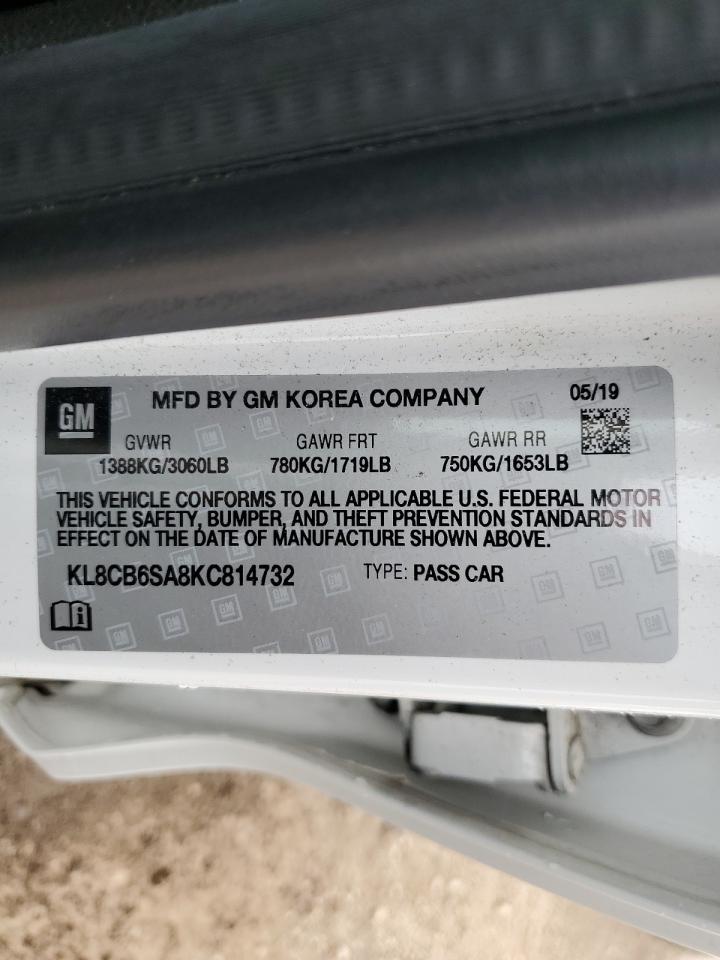 GM MFD BY GM KOREA COMPANY 05/19
GVWR GAWR FRT GAWR RR
1388KG/3060LB 780KG/1719LB 750KG/1653LB
THIS VEHICLE CONFORMS TO ALL APPLICABLE U.S. FEDERAL MOTOR
VEHICLE SAFETY, BUMPER, AND THEFT PREVENTION STANDARDS IN
EFFECT ON THE DATE OF MANUFACTURE SHOWN ABOVE.
KL8CB6SA8KC814732 TYPE: PASS CAR